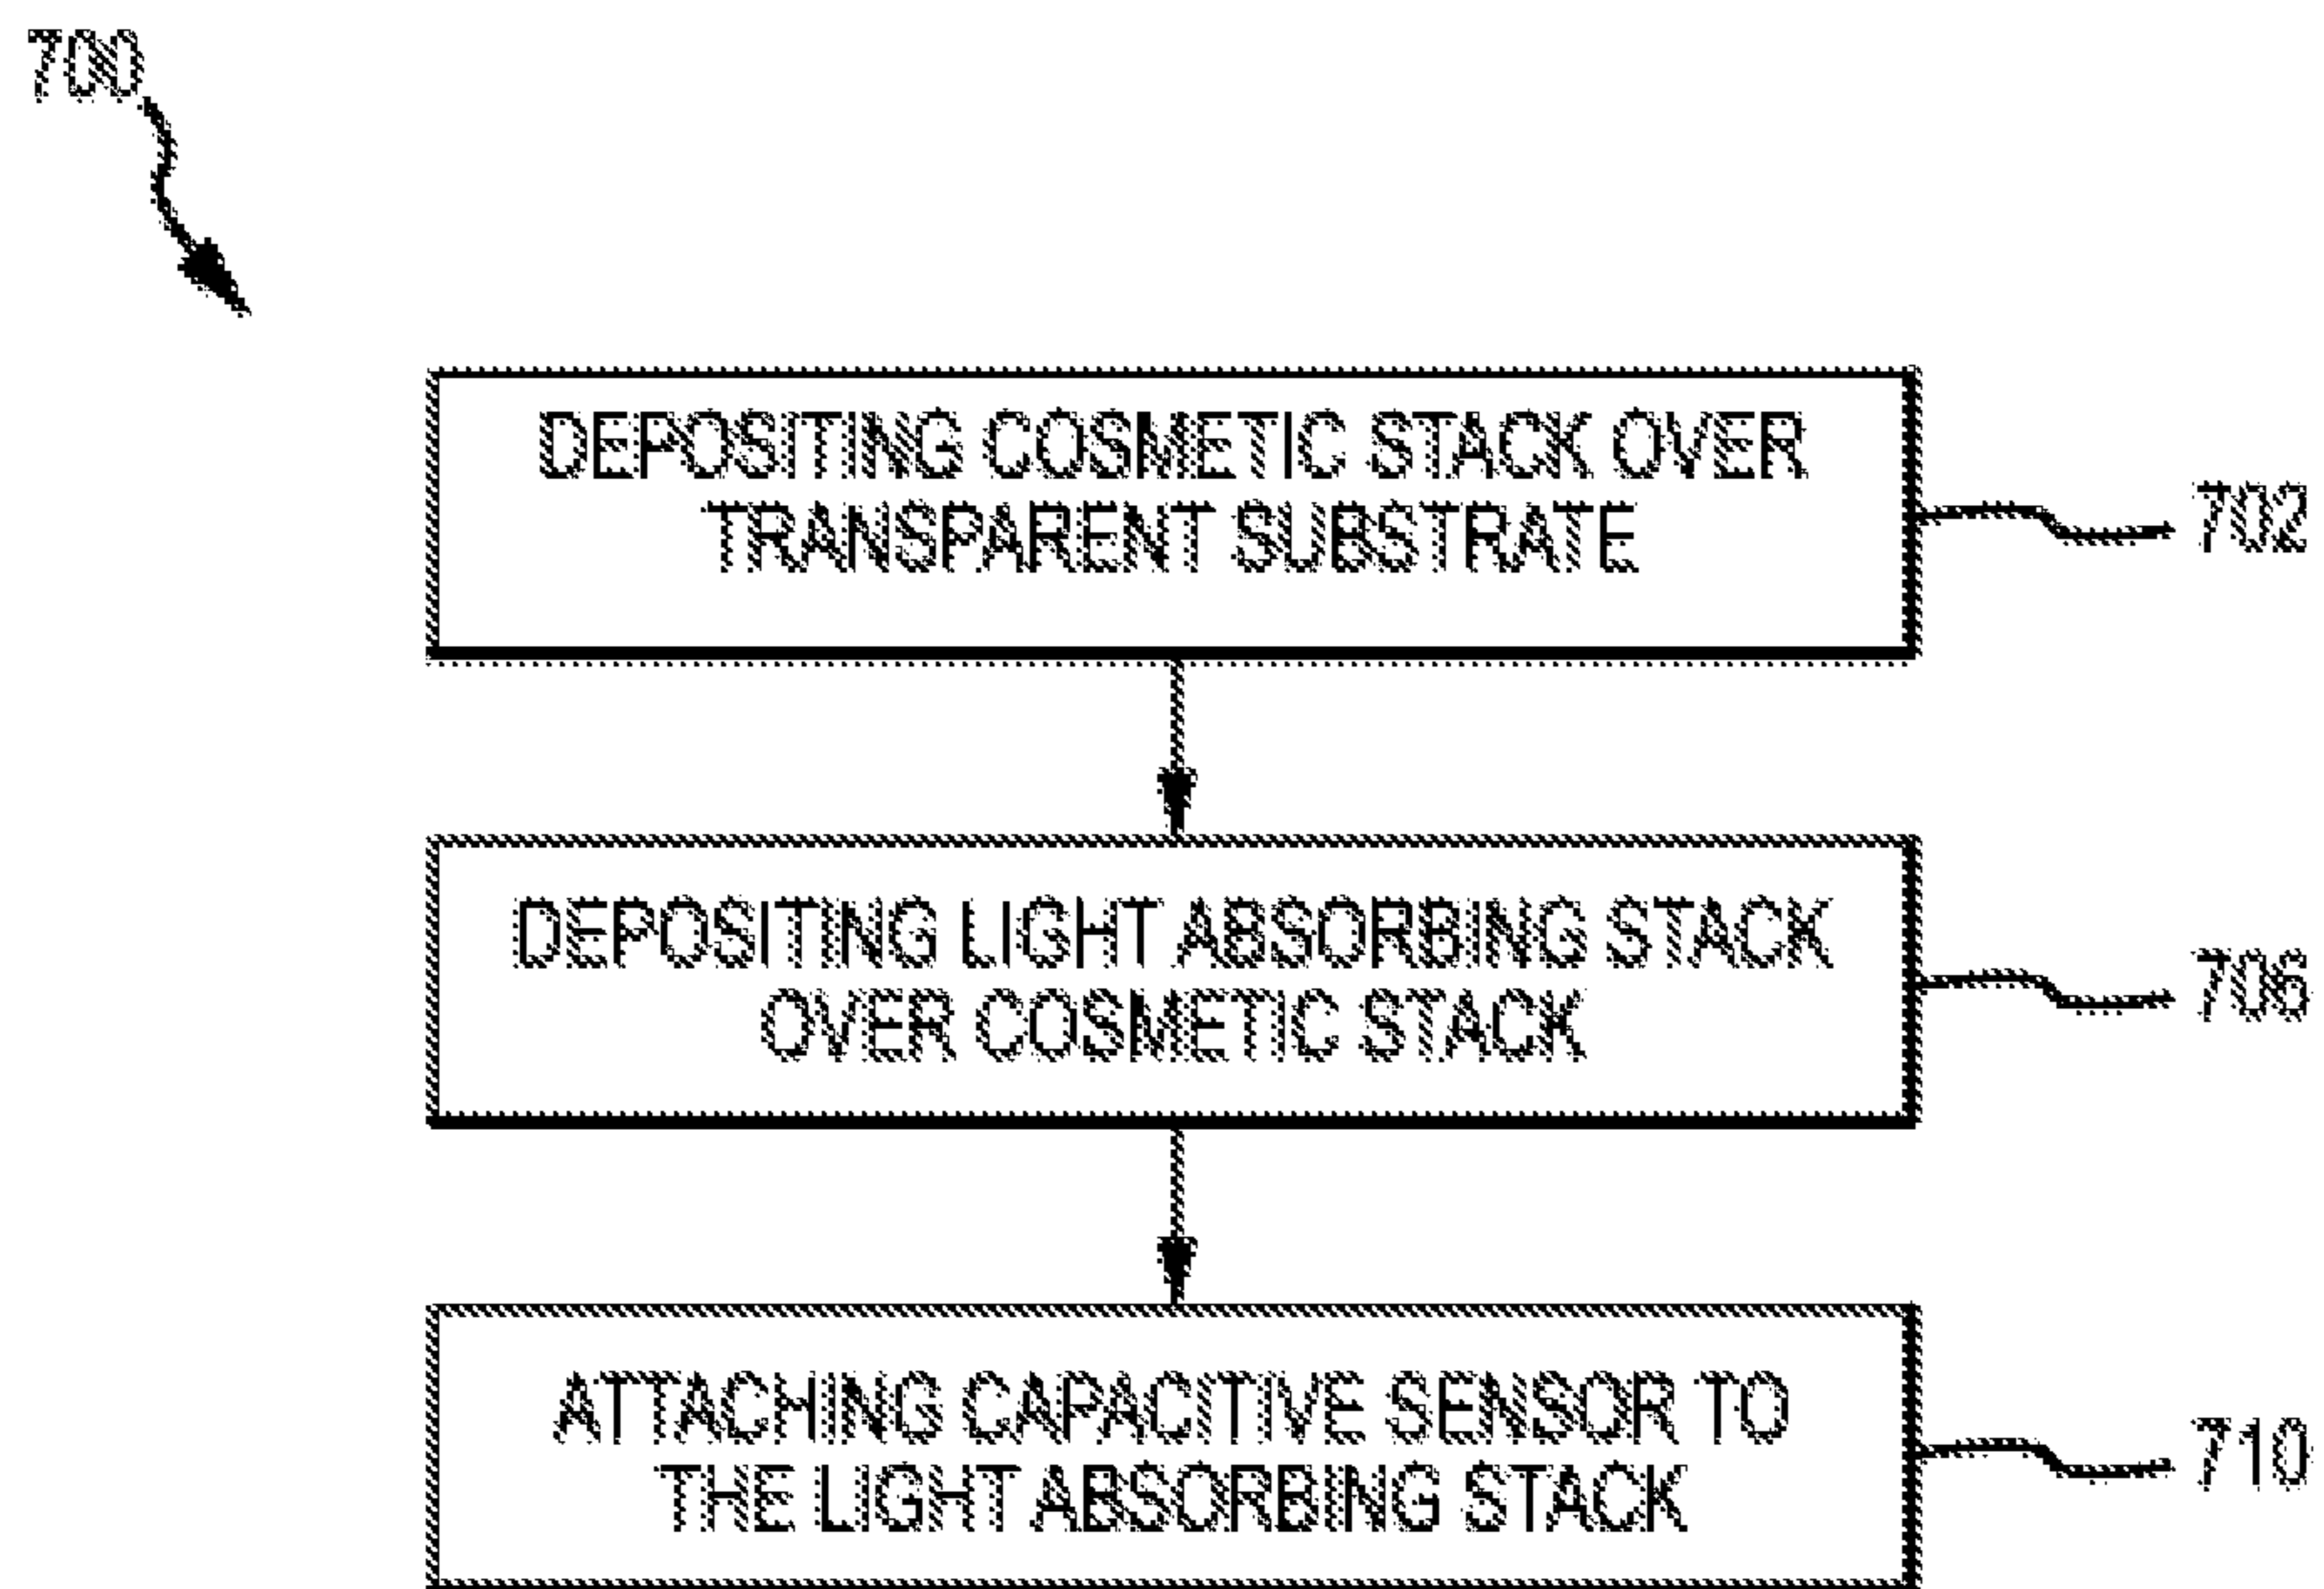 700
DEPOSITING COSMETIC STACK OVER
TRANSPARENT SUBSTRATE
702
DEPOSITING LIGHT ABSORBING STACK
OVER COSMETIC STACK
706
ATTACHING CAPACITIVE SENSOR TO
THE LIGHT ABSORBING STACK
710